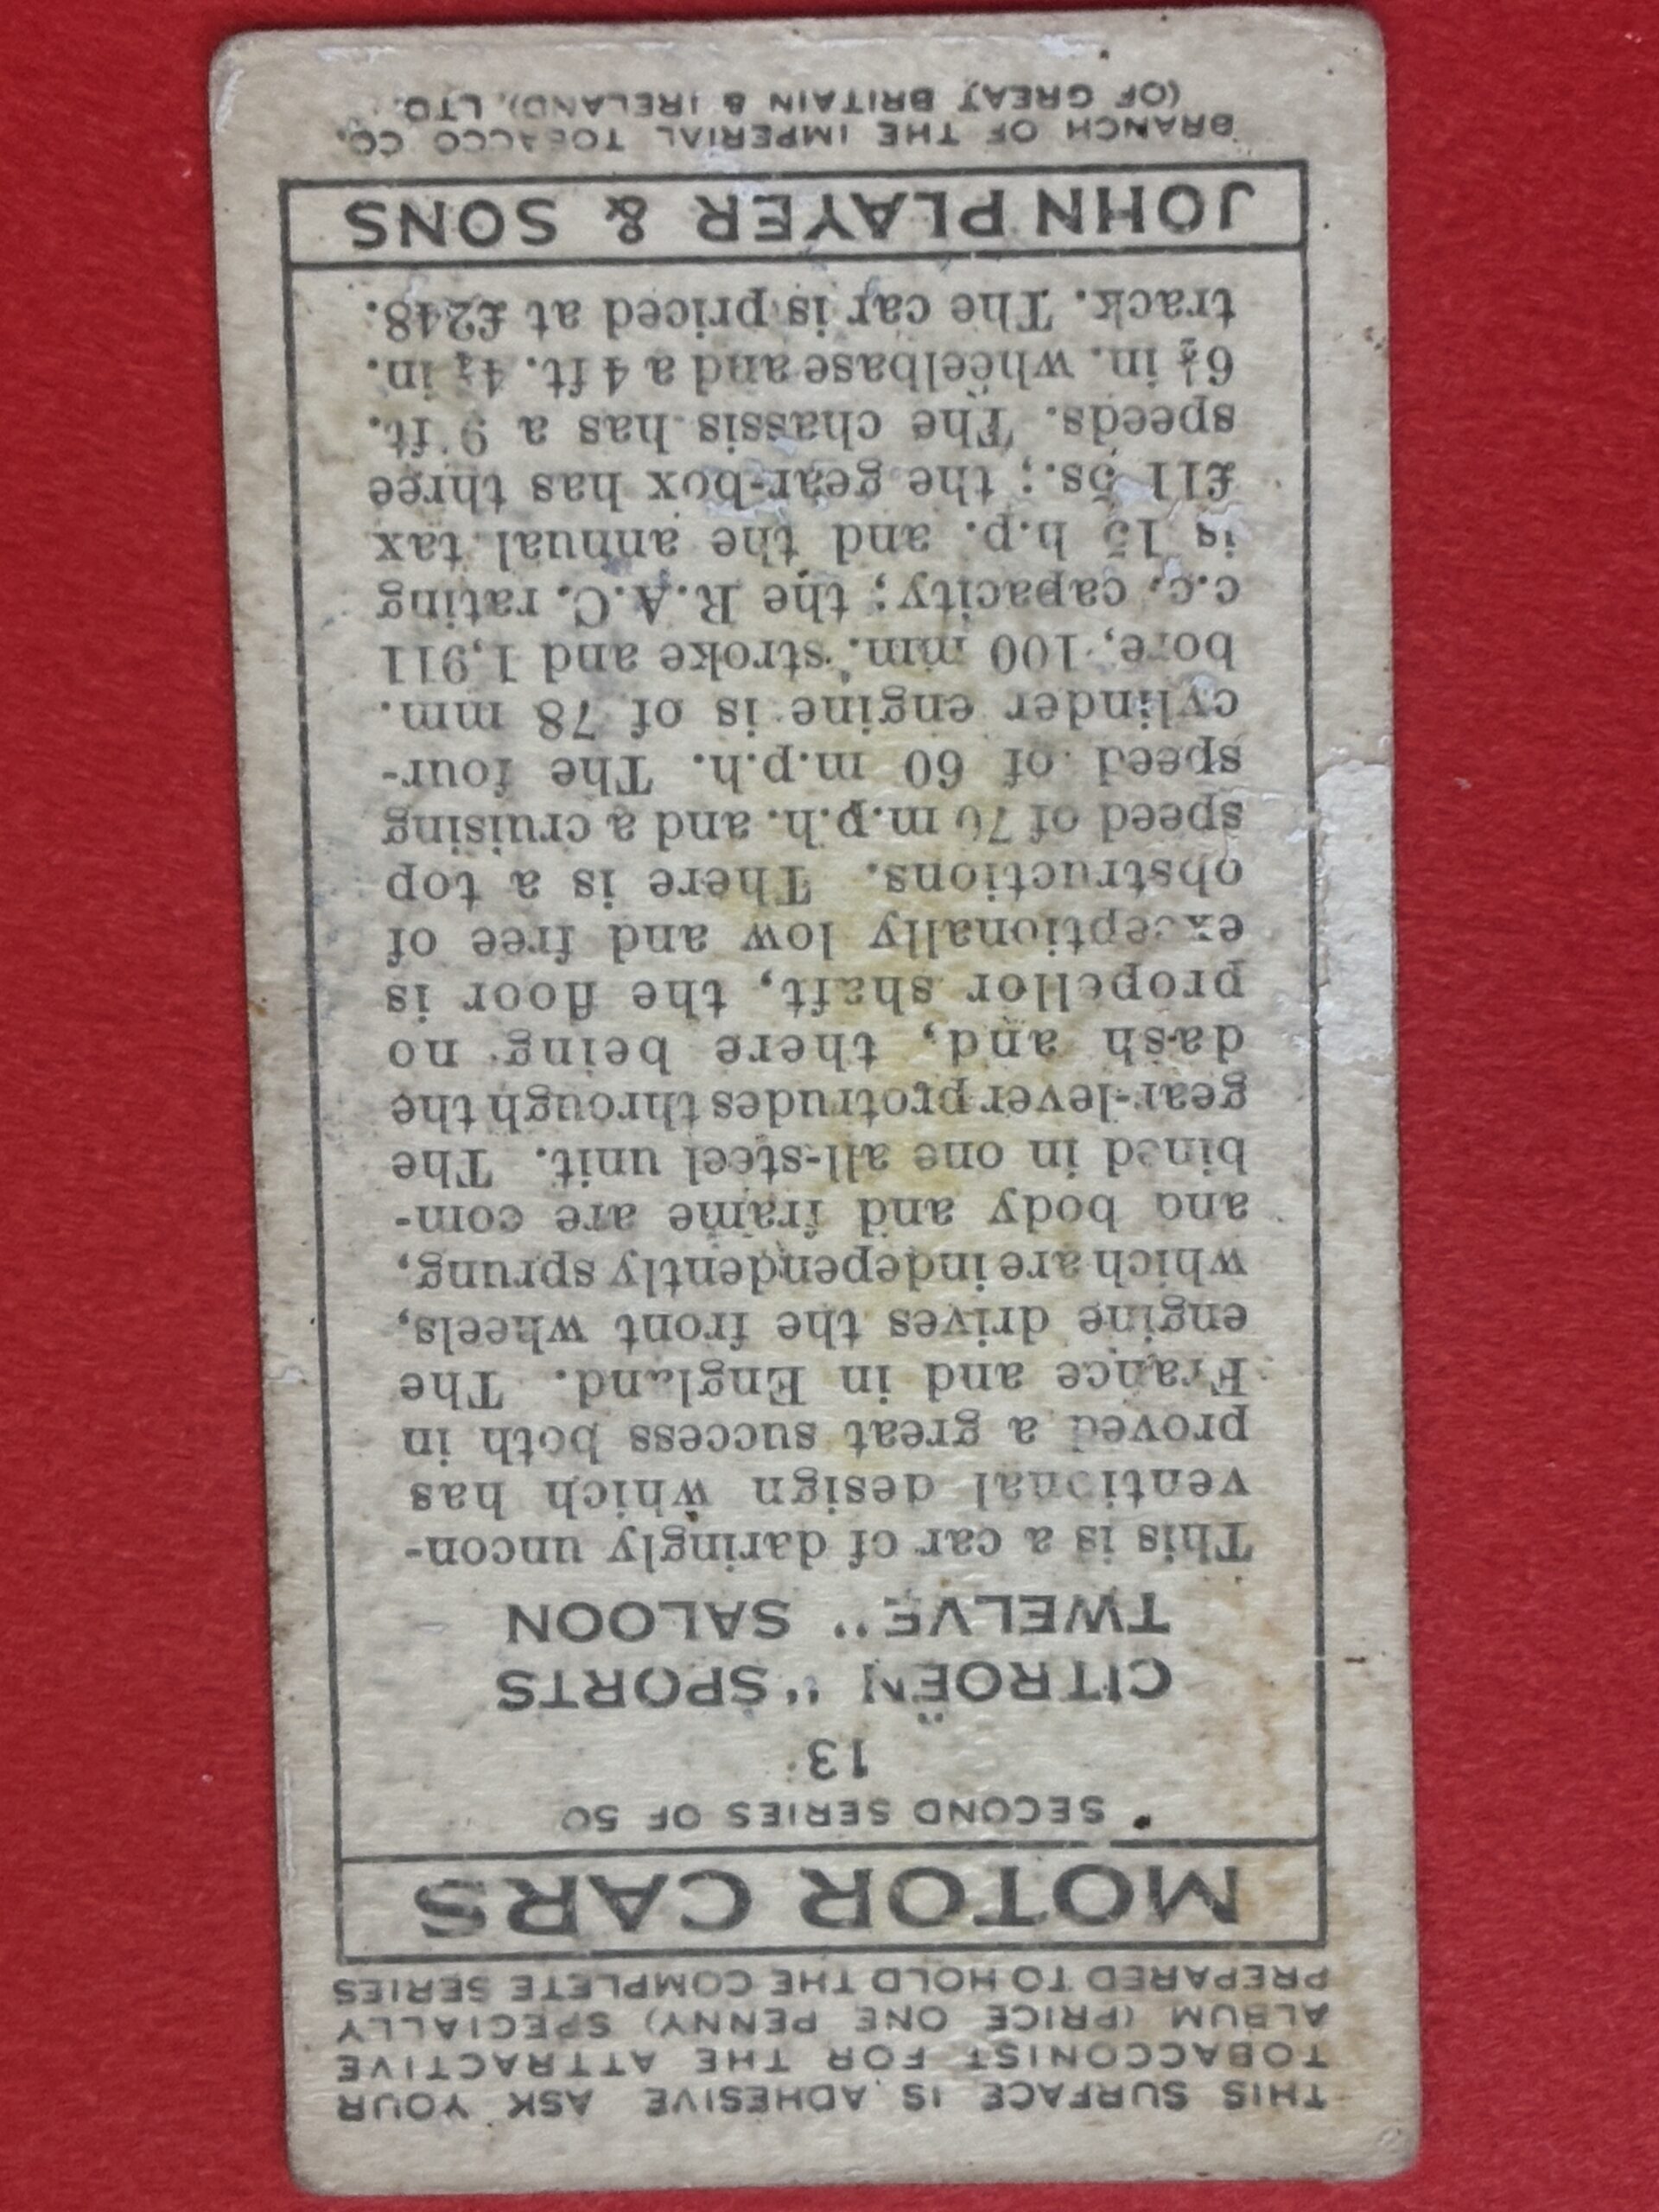 THIS SURFACE IS ADHESIVE ASK YOUR
TOBACCONIST FOR THE ATTRACTIVE
ALBUM (PRICE ONE PENNY) SPECIALLY
PREPARED TO HOLD THE COMPLETE SERIES
MOTOR CARS
SECOND SERIES OF 50
13
CITROËN "SPORTS
TWELVE" SALOON
This is a car of daringly uncon-
ventional design which has
proved a great success both in
France and in England. The
engine drives the front wheels,
which are independently sprung,
and body and frame are com-
bined in one all-steel unit. The
gear-lever protrudes through the
dash and, there being no
propellor shaft, the floor is
exceptionally low and free of
obstructions. There is a top
speed of 70 m.p.h. and a cruising
speed of 60 m.p.h. The four-
cylinder engine is of 78 mm.
bore, 100 mm. stroke and 1,911
c.c. capacity; the R.A.C. rating
is 15 h.p. and the annual tax
£11 5s.; the gear-box has three
speeds. The chassis has a 9 ft.
6½ in. wheelbase and a 4 ft. 4¼ in.
track. The car is priced at £248.
JOHN PLAYER & SONS
BRANCH OF THE IMPERIAL TOBACCO CO.
(OF GREAT BRITAIN & IRELAND), LTD.